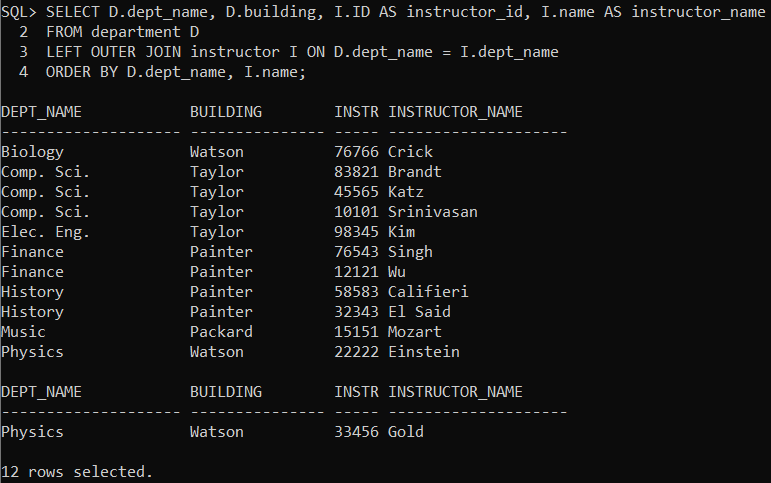 SQL> SELECT D.dept_name, D.building, I.ID AS instructor_id, I.name AS instructor_name
  2  FROM department D
  3  LEFT OUTER JOIN instructor I ON D.dept_name = I.dept_name
  4  ORDER BY D.dept_name, I.name;

DEPT_NAME            BUILDING        INSTR INSTRUCTOR_NAME
-------------------- --------------- ----- --------------------
Biology              Watson          76766 Crick
Comp. Sci.           Taylor          83821 Brandt
Comp. Sci.           Taylor          45565 Katz
Comp. Sci.           Taylor          10101 Srinivasan
Elec. Eng.           Taylor          98345 Kim
Finance              Painter         76543 Singh
Finance              Painter         12121 Wu
History              Painter         58583 Califieri
History              Painter         32343 El Said
Music                Packard         15151 Mozart
Physics              Watson          22222 Einstein

DEPT_NAME            BUILDING        INSTR INSTRUCTOR_NAME
-------------------- --------------- ----- --------------------
Physics              Watson          33456 Gold

12 rows selected.